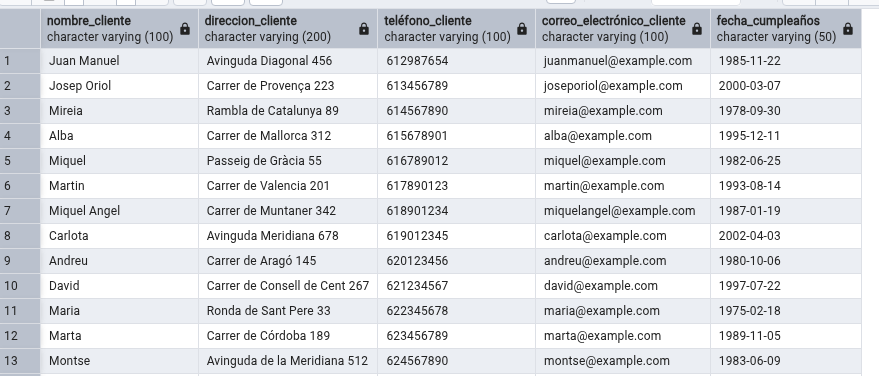 nombre_cliente direccion_cliente teléfono_cliente correo_electrónico_cliente fecha_cumpleaños
character varying (100) character varying (200) character varying (100) character varying (100) character varying (50)
1 Juan Manuel Avinguda Diagonal 456 612987654 juanmanuel@example.com 1985-11-22
2 Josep Oriol Carrer de Provença 223 613456789 joseporiol@example.com 2000-03-07
3 Mireia Rambla de Catalunya 89 614567890 mireia@example.com 1978-09-30
4 Alba Carrer de Mallorca 312 615678901 alba@example.com 1995-12-11
5 Miquel Passeig de Gràcia 55 616789012 miquel@example.com 1982-06-25
6 Martin Carrer de Valencia 201 617890123 martin@example.com 1993-08-14
7 Miquel Angel Carrer de Muntaner 342 618901234 miquelangel@example.com 1987-01-19
8 Carlota Avinguda Meridiana 678 619012345 carlota@example.com 2002-04-03
9 Andreu Carrer de Aragó 145 620123456 andreu@example.com 1980-10-06
10 David Carrer de Consell de Cent 267 621234567 david@example.com 1997-07-22
11 Maria Ronda de Sant Pere 33 622345678 maria@example.com 1975-02-18
12 Marta Carrer de Córdoba 189 623456789 marta@example.com 1989-11-05
13 Montse Avinguda de la Meridiana 512 624567890 montse@example.com 1983-06-09